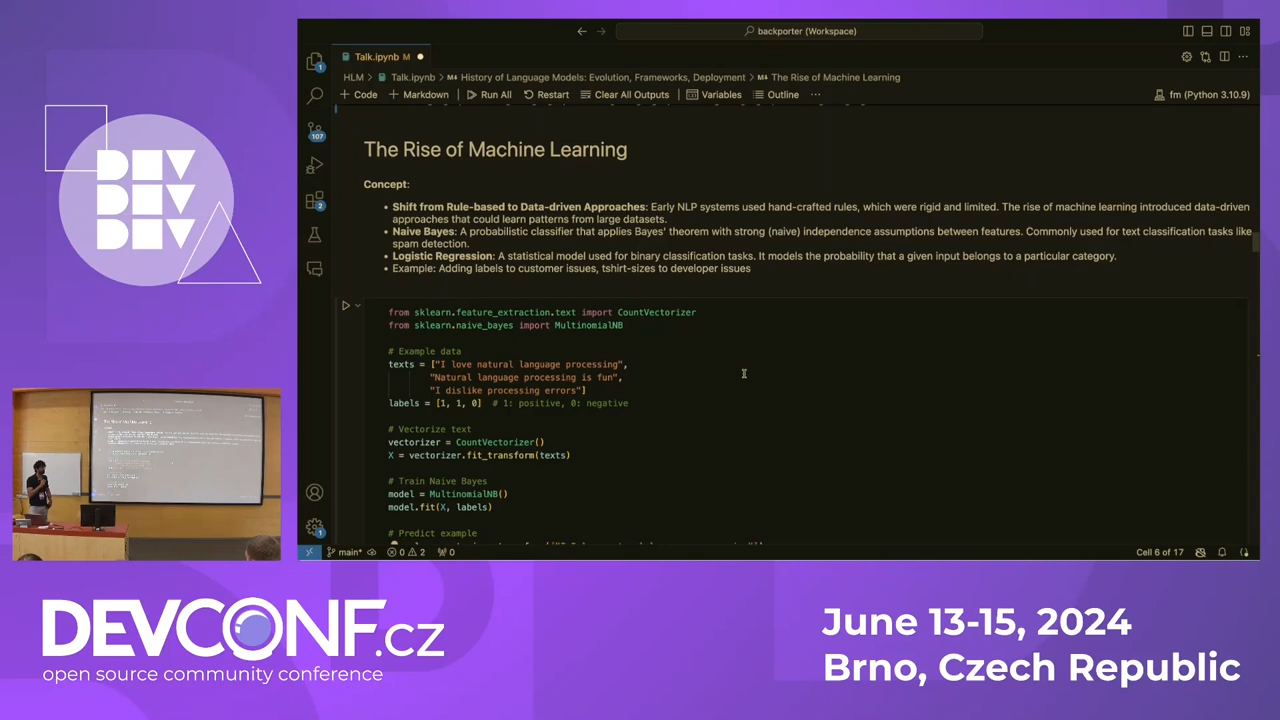 backporter (Workspace)
Talk.ipynb M
HLM > Talk.ipynb > History of Language Models: Evolution, Frameworks, Deployment > The Rise of Machine Learning
+ Code + Markdown Run All Restart Clear All Outputs Variables Outline ... fm (Python 3.10.9)
The Rise of Machine Learning
Concept:
• Shift from Rule-based to Data-driven Approaches: Early NLP systems used hand-crafted rules, which were rigid and limited. The rise of machine learning introduced data-driven
approaches that could learn patterns from large datasets.
• Naive Bayes: A probabilistic classifier that applies Bayes' theorem with strong (naive) independence assumptions between features. Commonly used for text classification tasks like
spam detection.
• Logistic Regression: A statistical model used for binary classification tasks. It models the probability that a given input belongs to a particular category.
• Example: Adding labels to customer issues, tshirt-sizes to developer issues
from sklearn.feature_extraction.text import CountVectorizer
from sklearn.naive_bayes import MultinomialNB
# Example data
texts = ["I love natural language processing",
"Natural language processing is fun",
"I dislike processing errors"]
labels = [1, 1, 0] # 1: positive, 0: negative
# Vectorize text
vectorizer = CountVectorizer()
X = vectorizer.fit_transform(texts)
# Train Naive Bayes
model = MultinomialNB()
model.fit(X, labels)
# Predict example
1
107
2
1
main* 0 2 0 Cell 6 of 17
DEV
DEV
DEV
DEVCONF.cz
open source community conference
June 13-15, 2024
Brno, Czech Republic